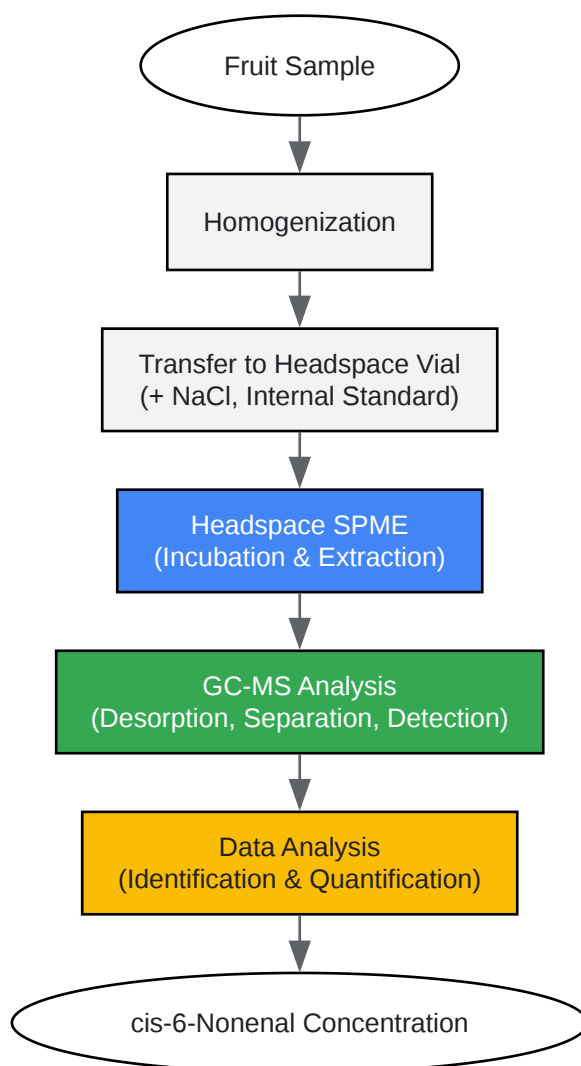 Fruit Sample
Homogenization
Transfer to Headspace Vial
(+ NaCl, Internal Standard)
Headspace SPME
(Incubation & Extraction)
GC-MS Analysis
(Desorption, Separation, Detection)
Data Analysis
(Identification & Quantification)
cis-6-Nonenal Concentration